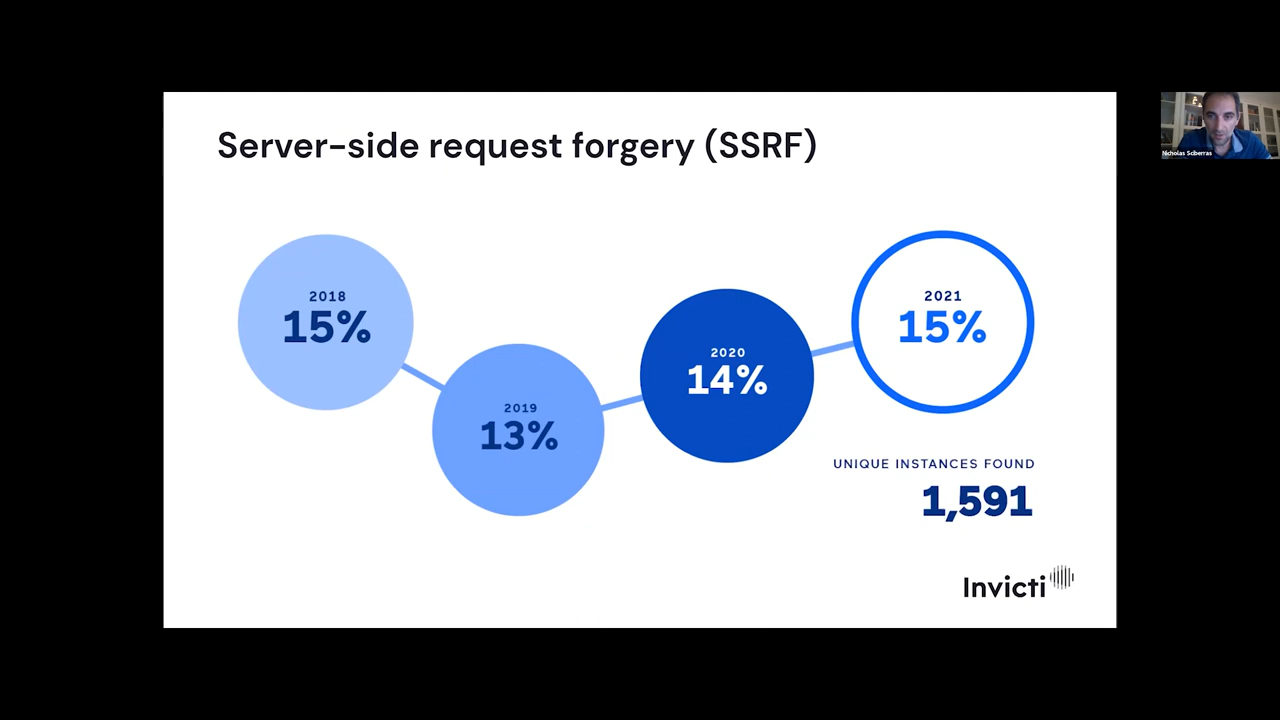 Server-side request forgery (SSRF)
2018
15%
2019
13%
2020
14%
2021
15%
UNIQUE INSTANCES FOUND
1,591
Invicti
Nicholas Sciberras